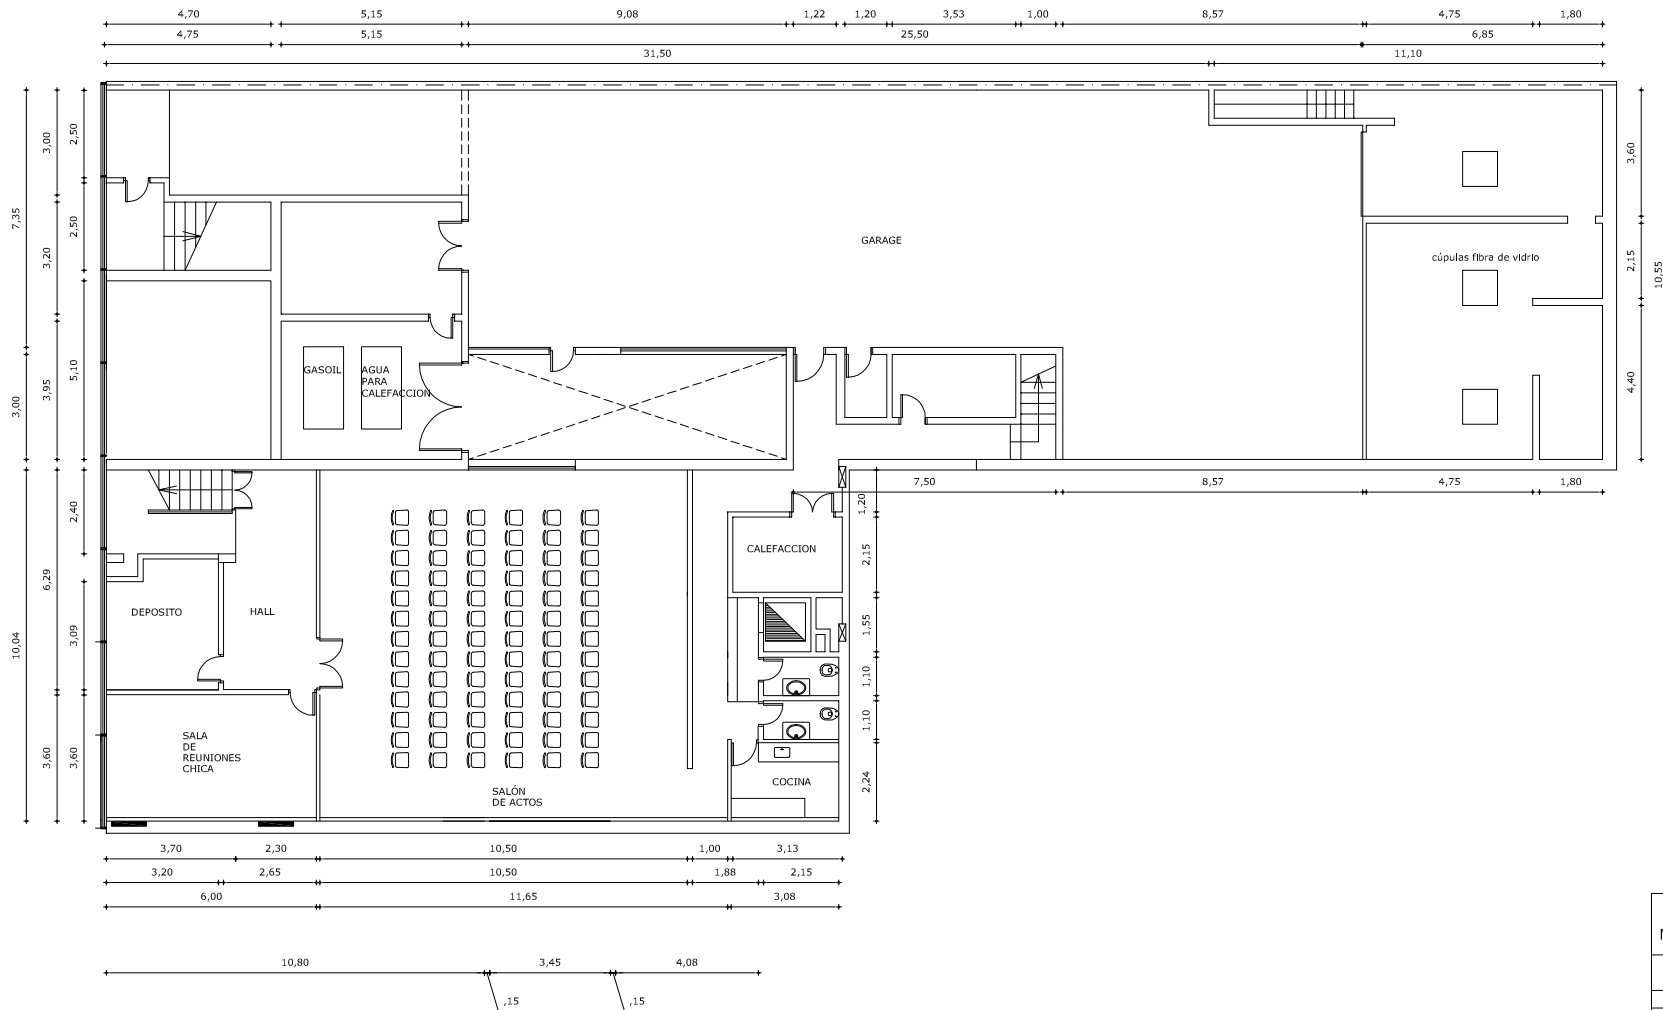 4,70 5,15 9,08 1,22 1,20 3,53 1,00 8,57 4,75 1,80
4,75 5,15 25,50 6,85
31,50 11,10
7,35
3,00
10,04
3,00
3,20
3,95
6,29
3,60
2,50
2,50
5,10
2,40
3,09
3,60
GARAGE
cúpulas fibra de vidrio
3,60
2,15
4,40
10,55
GASOIL
AGUA
PARA
CALEFACCION
7,50 8,57 4,75 1,80
1,20
2,15
1,55
1,10
1,10
2,24
CALEFACCION
DEPOSITO
HALL
SALA
DE
REUNIONES
CHICA
SALÓN
DE ACTOS
COCINA
3,70 2,30 10,50 1,00 3,13
3,20 2,65 10,50 1,88 2,15
6,00 11,65 3,08
10,80 3,45 4,08
,15 ,15